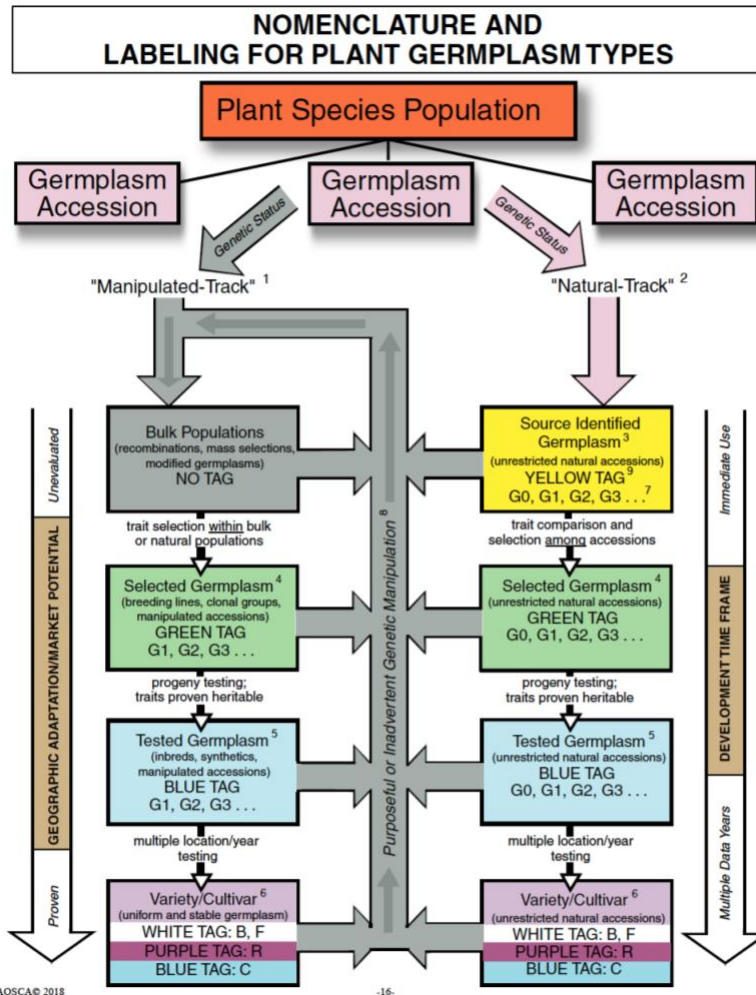 NOMENCLATURE AND
LABELING FOR PLANT GERMPLASM TYPES
Plant Species Population
Germplasm
Accession
Germplasm
Accession
Germplasm
Accession
Genetic Status
Genetic Status
"Manipulated-Track" 1
"Natural-Track" 2
Unevaluated
GEOGRAPHIC ADAPTATION/MARKET POTENTIAL
Proven
Bulk Populations
(recombinations, mass selections,
modified germplasms)
NO TAG
trait selection within bulk
or natural populations
Selected Germplasm 4
(breeding lines, clonal groups,
manipulated accessions)
GREEN TAG
G1, G2, G3 . . .
progeny testing;
traits proven heritable
Tested Germplasm 5
(inbreds, synthetics,
manipulated accessions)
BLUE TAG
G1, G2, G3 . . .
multiple location/year
testing
Variety/Cultivar 6
(uniform and stable germplasm)
WHITE TAG: B, F
PURPLE TAG: R
BLUE TAG: C
Purposeful or Inadvertent Genetic Manipulation 8
Source Identified
Germplasm 3
(unrestricted natural accessions)
YELLOW TAG 9
G0, G1, G2, G3 . . . 7
trait comparison and
selection among accessions
Selected Germplasm 4
(unrestricted natural accessions)
GREEN TAG
G0, G1, G2, G3 . . .
progeny testing;
traits proven heritable
Tested Germplasm 5
(unrestricted natural accessions)
BLUE TAG
G0, G1, G2, G3 . . .
multiple location/year
testing
Variety/Cultivar 6
(unrestricted natural accessions)
WHITE TAG: B, F
PURPLE TAG: R
BLUE TAG: C
Immediate Use
DEVELOPMENT TIME FRAME
Multiple Data Years
AOSCA© 2018
-16-